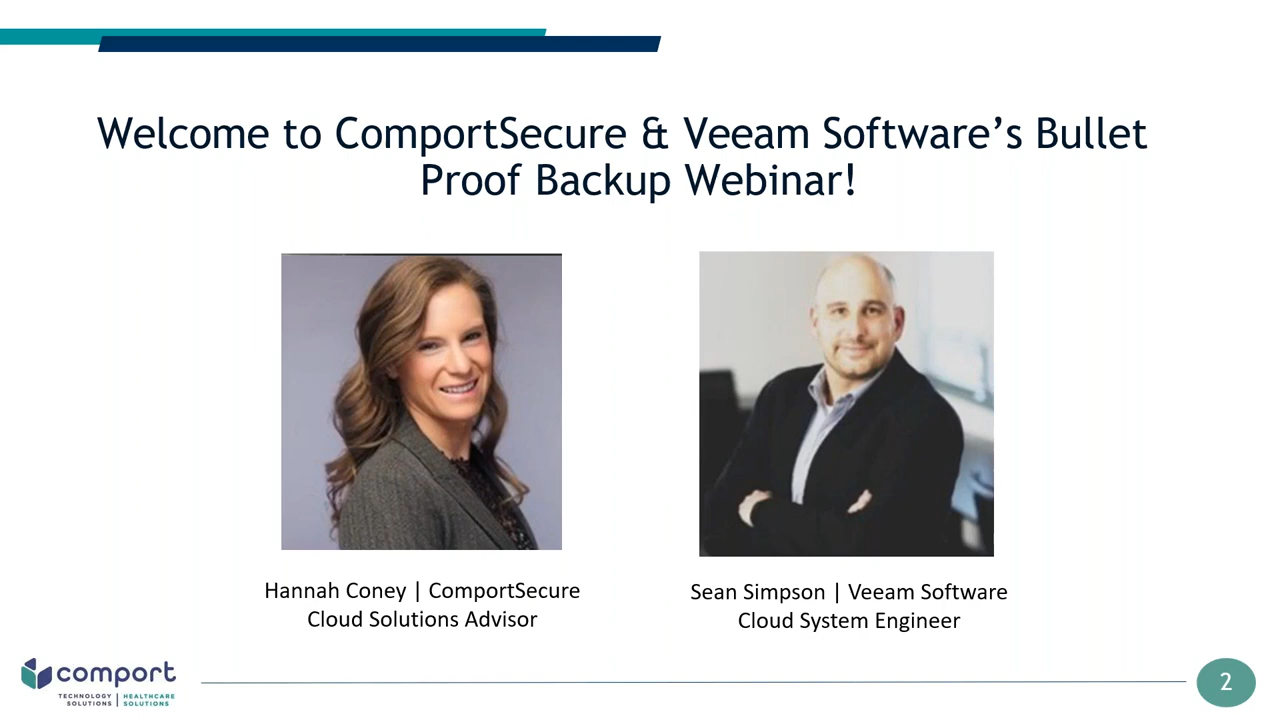 Welcome to ComportSecure & Veeam Software’s Bullet
Proof Backup Webinar!
Hannah Coney | ComportSecure
Cloud Solutions Advisor
Sean Simpson | Veeam Software
Cloud System Engineer
comport
TECHNOLOGY SOLUTIONS | HEALTHCARE SOLUTIONS
2